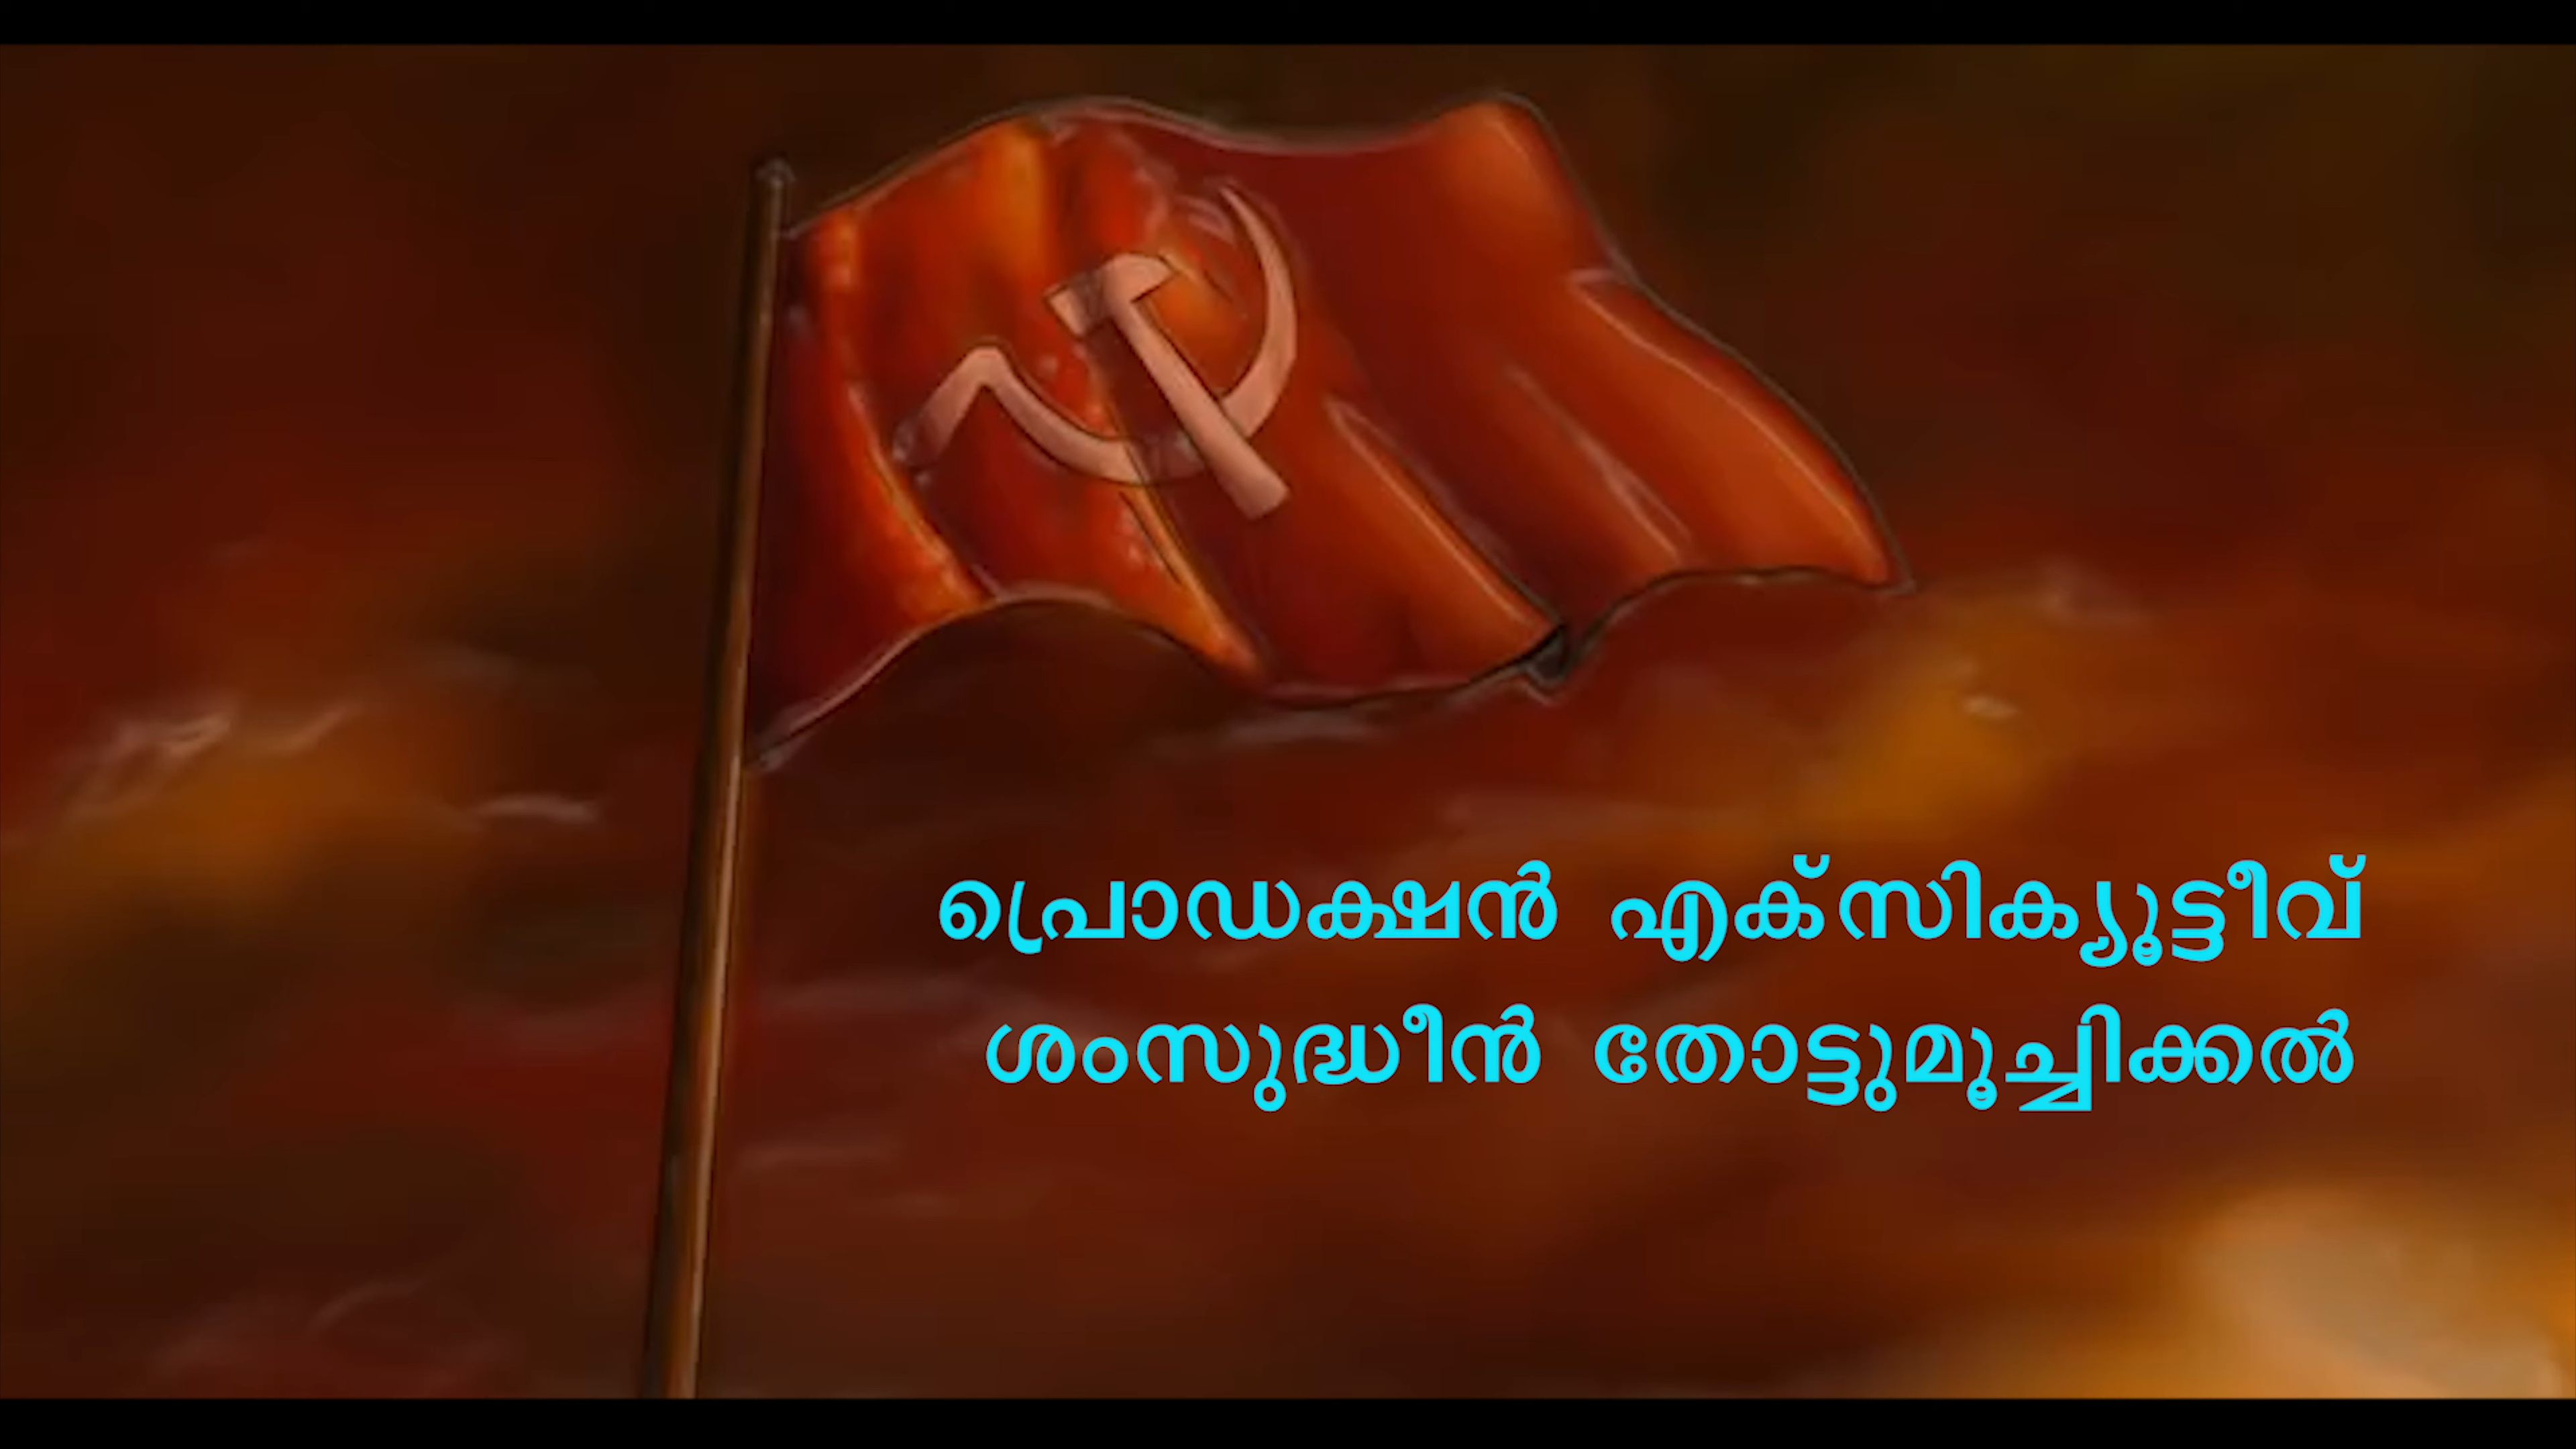 പ്രൊഡക്ഷൻ എക്സിക്യൂട്ടീവ്
ശംസുദ്ധീൻ തോട്ടുമൂച്ചിക്കൽ